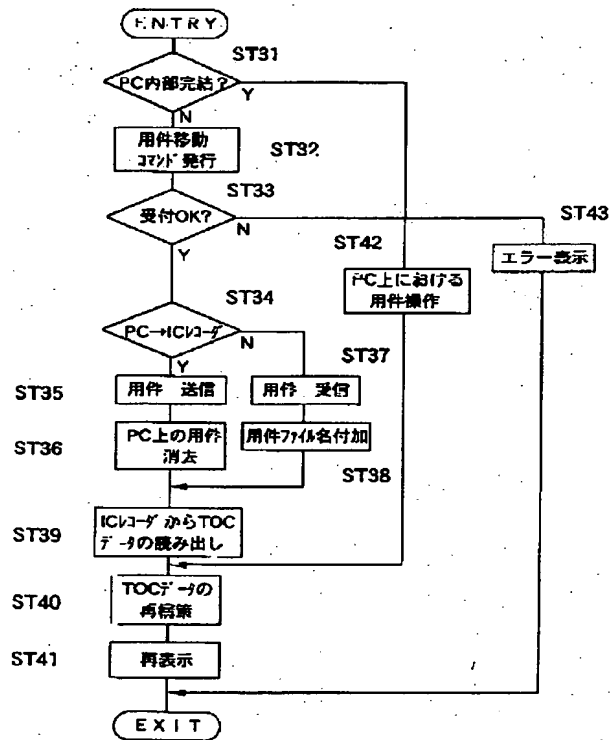 ENTRY
ST31
PC内部完結?
Y
N
用件移動
コマンド発行
ST32
ST33
受付OK?
N
Y
ST43
エラー表示
ST42
PC上における
用件操作
ST34
PC→ICレコーダ
N
Y
ST37
ST35
用件 送信
用件 受信
ST36
PC上の用件
消去
用件ファイル名付加
ST38
ST39
ICレコーダからTOC
データの読み出し
ST40
TOCデータの
再構築
ST41
再表示
EXIT